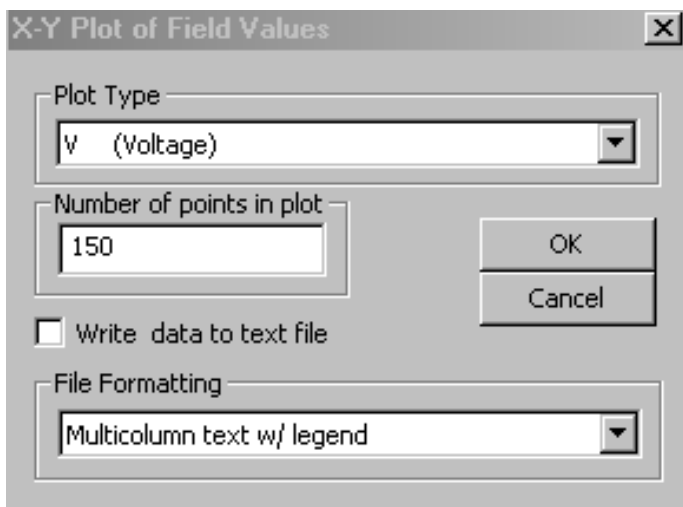 X-Y Plot of Field Values
Plot Type
V (Voltage)
Number of points in plot
150
OK
Cancel
Write data to text file
File Formatting
Multicolumn text w/ legend